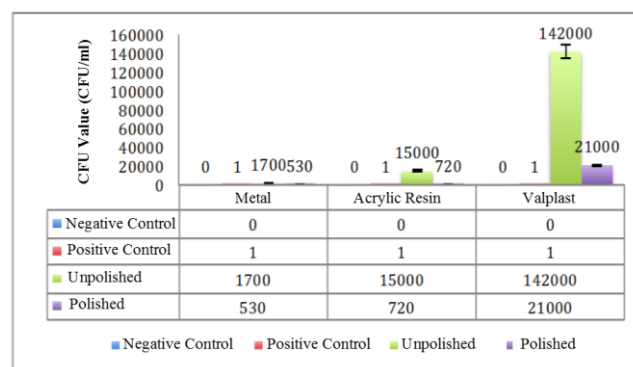 CFU Value (CFU/ml)
160000
140000
120000
100000
80000
60000
40000
20000
0
0 1 1700 530 0 1 15000 720 0 1 142000 21000
Metal Acrylic Resin Valplast
Negative Control 0 0 0
Positive Control 1 1 1
Unpolished 1700 15000 142000
Polished 530 720 21000
Negative Control Positive Control Unpolished Polished